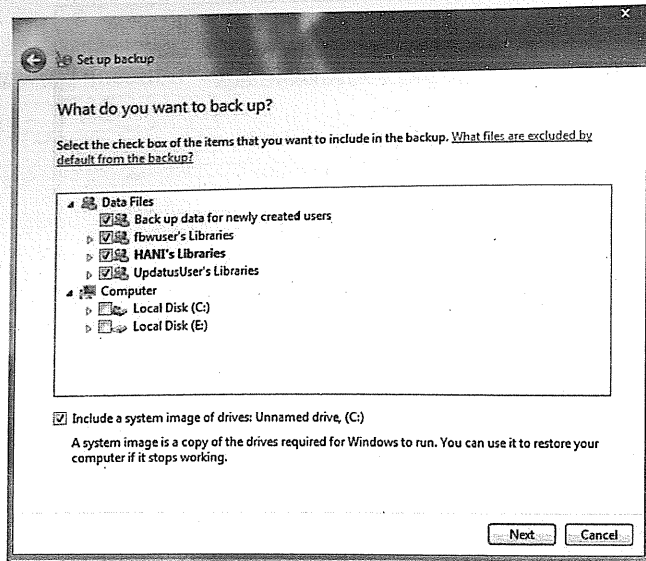 Set up backup
What do you want to back up?
Select the check box of the items that you want to include in the backup. What files are excluded by
default from the backup?
Data Files
Back up data for newly created users
fbwuser's Libraries
HANI's Libraries
UpdatusUser's Libraries
Computer
Local Disk (C:)
Local Disk (E:)
Include a system image of drives: Unnamed drive, (C:)
A system image is a copy of the drives required for Windows to run. You can use it to restore your
computer if it stops working.
Next Cancel